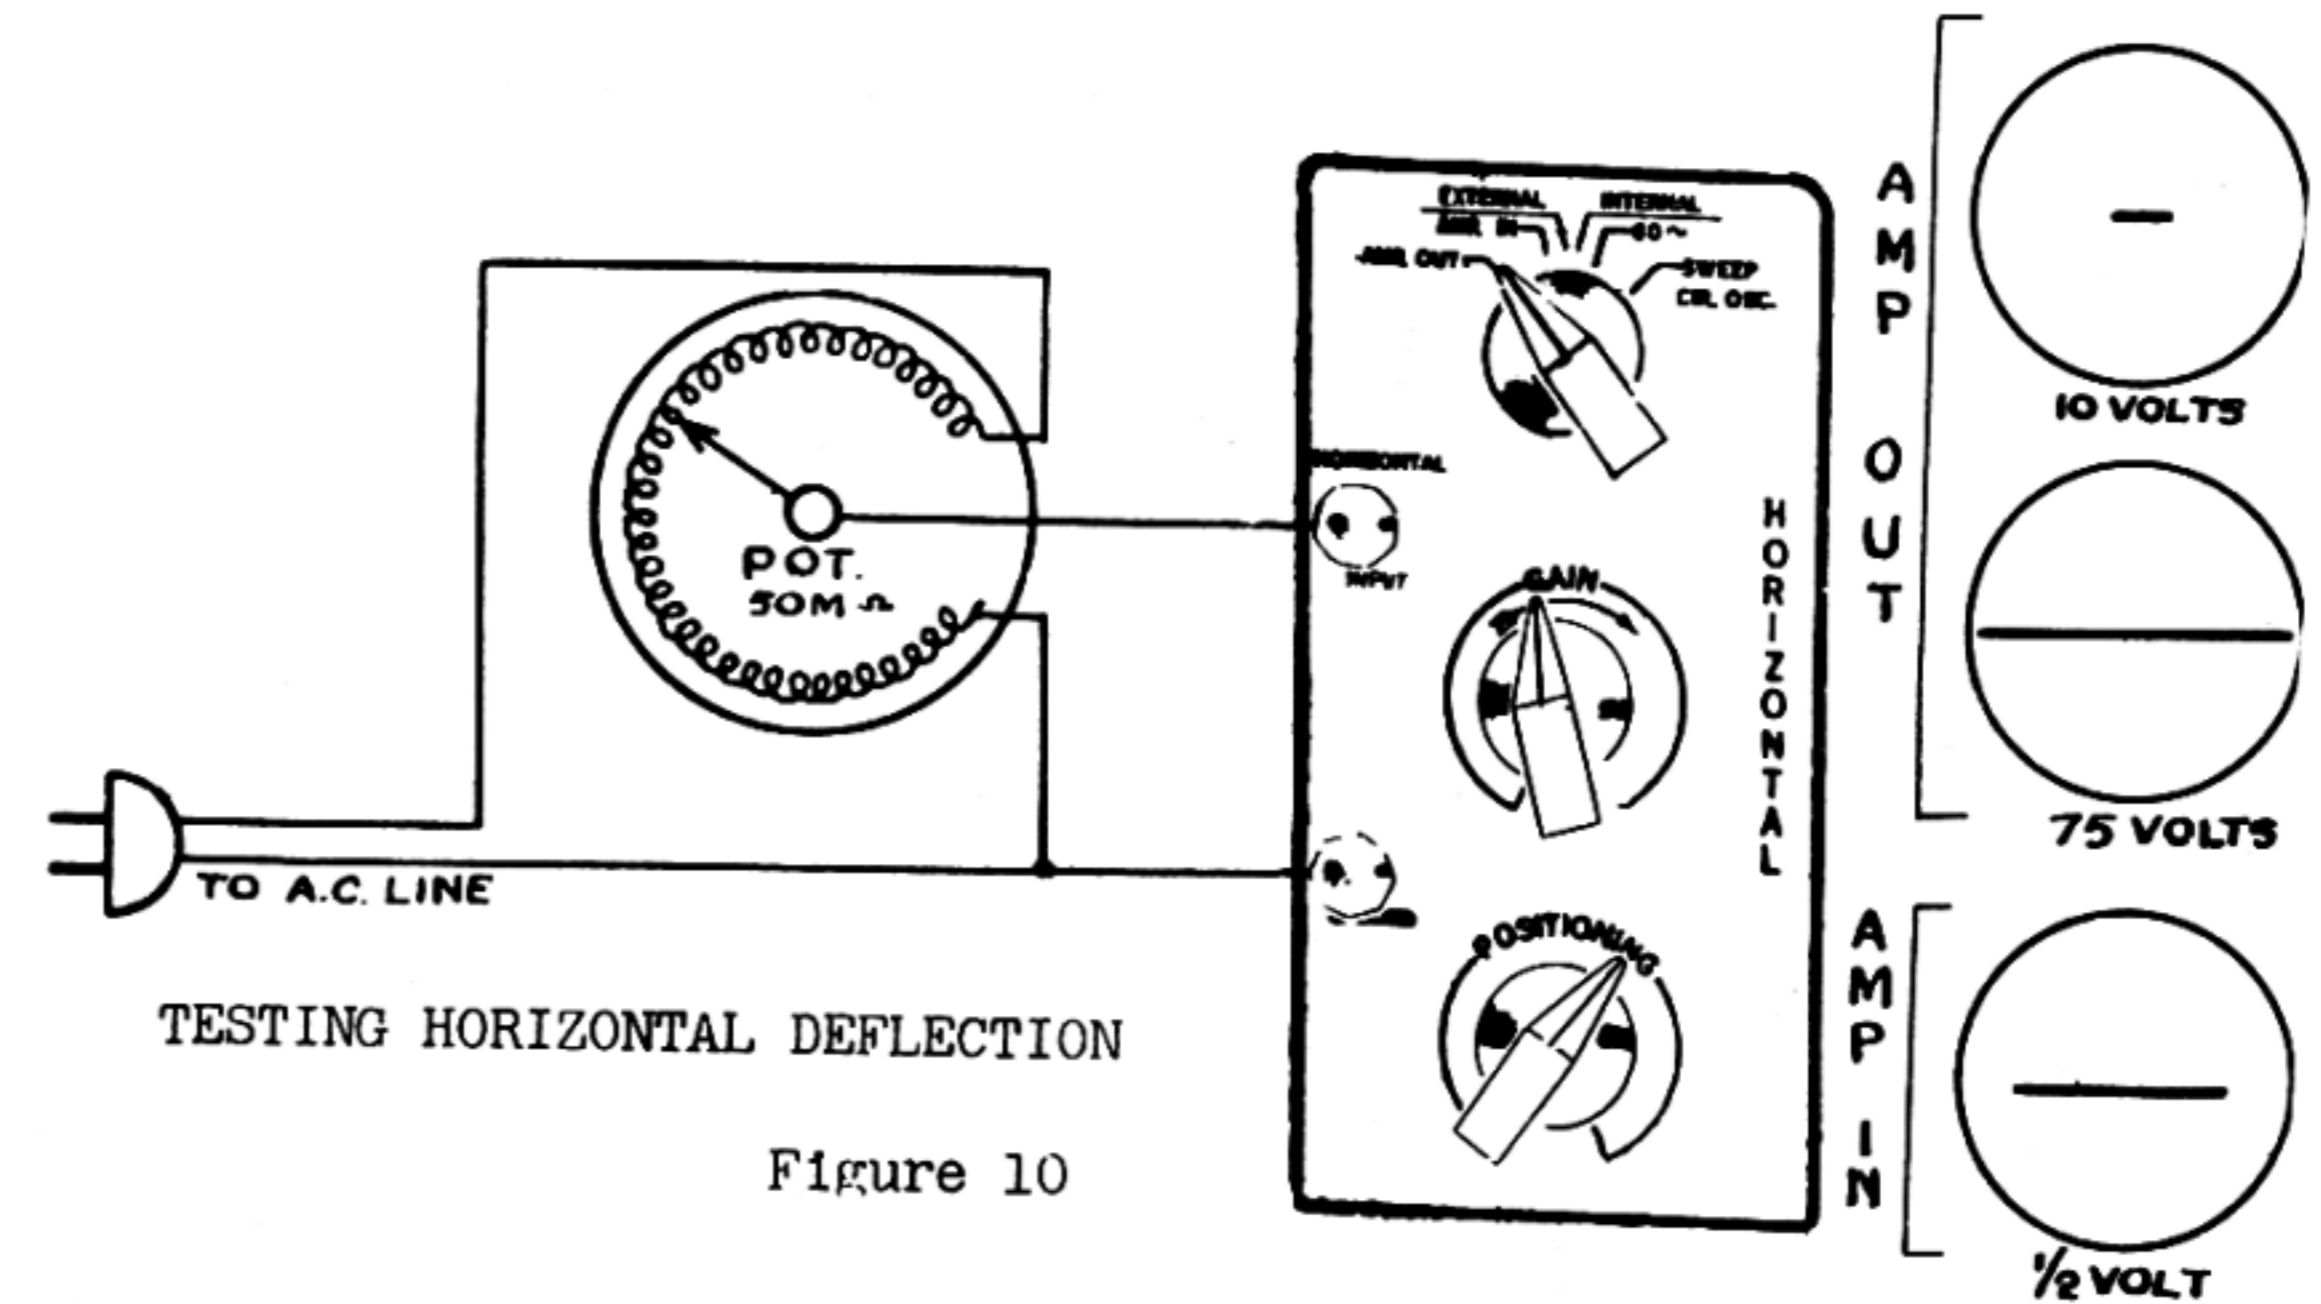 EXTERNAL
INTERNAL
AMP. IN
60~
AMP. OUT
SWEEP
CIR. OSC.
HORIZONTAL
INPUT
GAIN
POSITIONING
HORIZONTAL
POT.
50M Ω
TO A.C. LINE
TESTING HORIZONTAL DEFLECTION
Figure 10
AMP OUT
10 VOLTS
75 VOLTS
AMP IN
1/2 VOLT